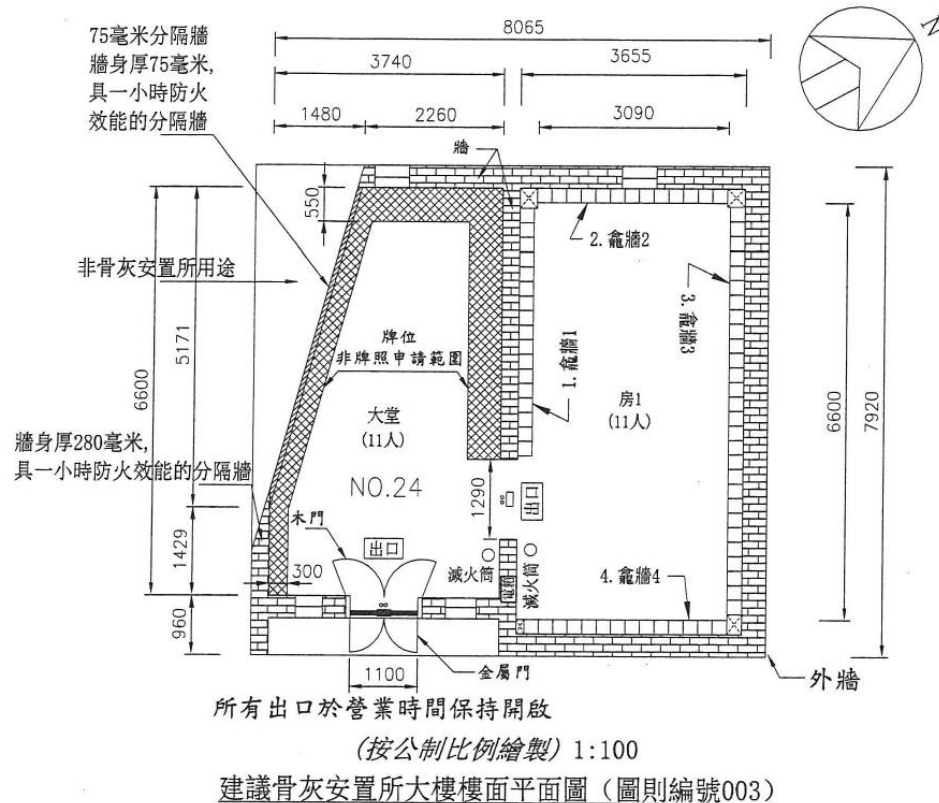 75毫米分隔牆
牆身厚75毫米,
具一小時防火
效能的分隔牆
8065
3740
3655
1480
2260
3090
N
牆
550
2.龕牆2
非骨灰安置所用途
3.龕牆3
牌位
非牌照申請範圍
1.龕牆1
大堂
(11人)
房1
(11人)
6600
5171
6600
7920
牆身厚280毫米,
具一小時防火效能的分隔牆
NO.24
1290
出口
木門
出口
滅火筒
滅火筒
電箱
1429
300
4.龕牆4
960
1100
金屬門
外牆
所有出口於營業時間保持開啟
(按公制比例繪製) 1:100
建議骨灰安置所大樓樓面平面圖（圖則編號003）